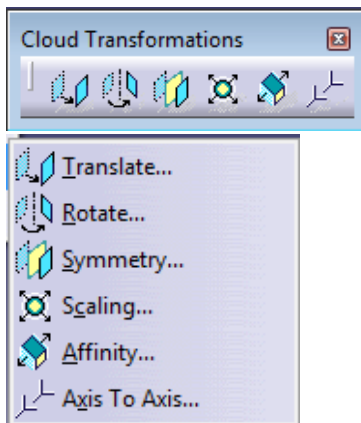 Cloud Transformations
Translate...
Rotate...
Symmetry...
Scaling...
Affinity...
Axis To Axis...